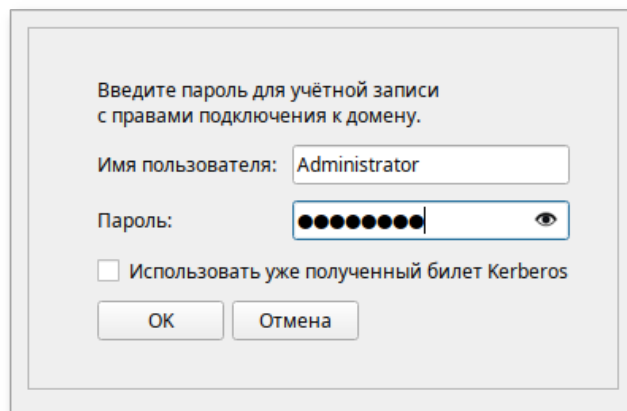 Введите пароль для учётной записи
с правами подключения к домену.
Имя пользователя: Administrator
Пароль: ●●●●●●●●
Использовать уже полученный билет Kerberos
OK Отмена